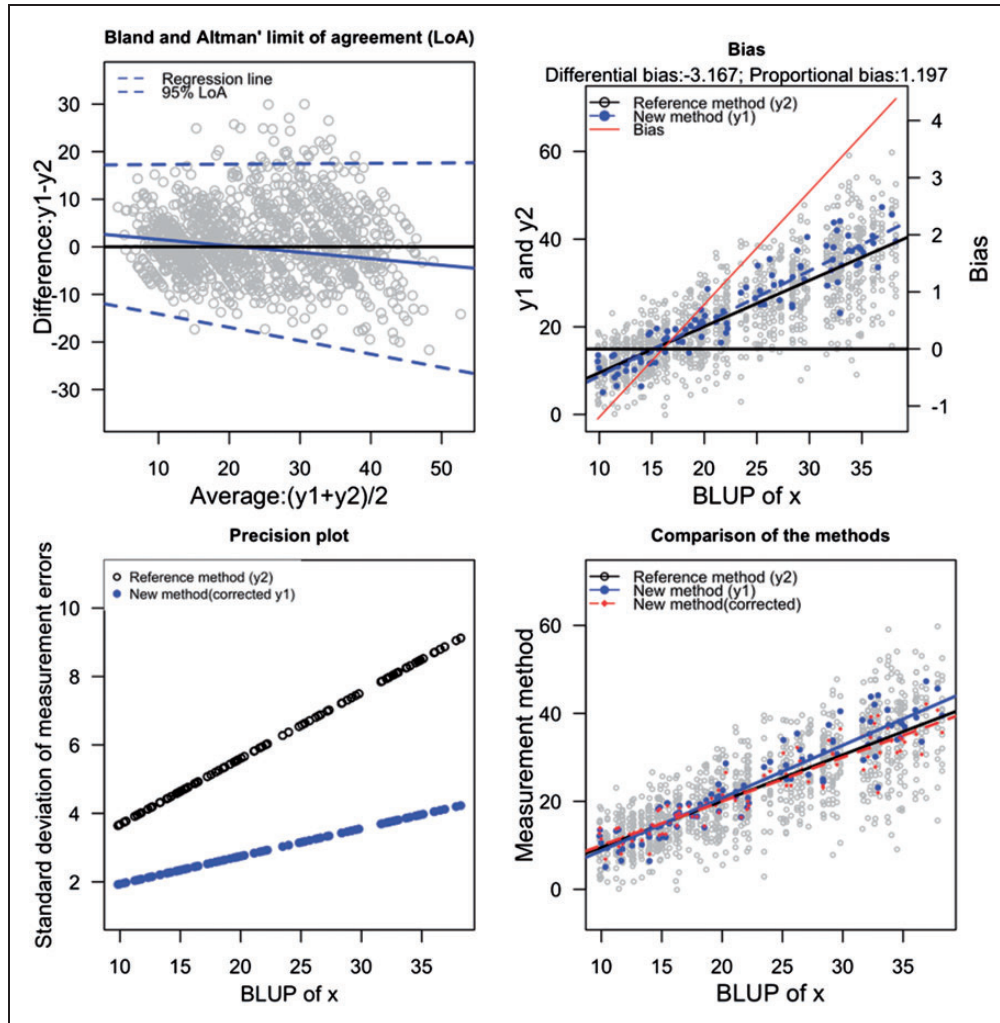 Bland and Altman' limit of agreement (LoA)
Regression line
95% LoA
30
20
10
0
-10
-20
-30
Difference:y1-y2
10 20 30 40 50
Average:(y1+y2)/2
Bias
Differential bias:-3.167; Proportional bias:1.197
Reference method (y2)
New method (y1)
Bias
60
40
20
0
y1 and y2
4
3
2
1
0
-1
Bias
10 15 20 25 30 35
BLUP of x
Precision plot
Reference method (y2)
New method(corrected y1)
10
8
6
4
2
Standard deviation of measurement errors
10 15 20 25 30 35
BLUP of x
Comparison of the methods
Reference method (y2)
New method (y1)
New method(corrected)
60
40
20
0
Measurement method
10 15 20 25 30 35
BLUP of x